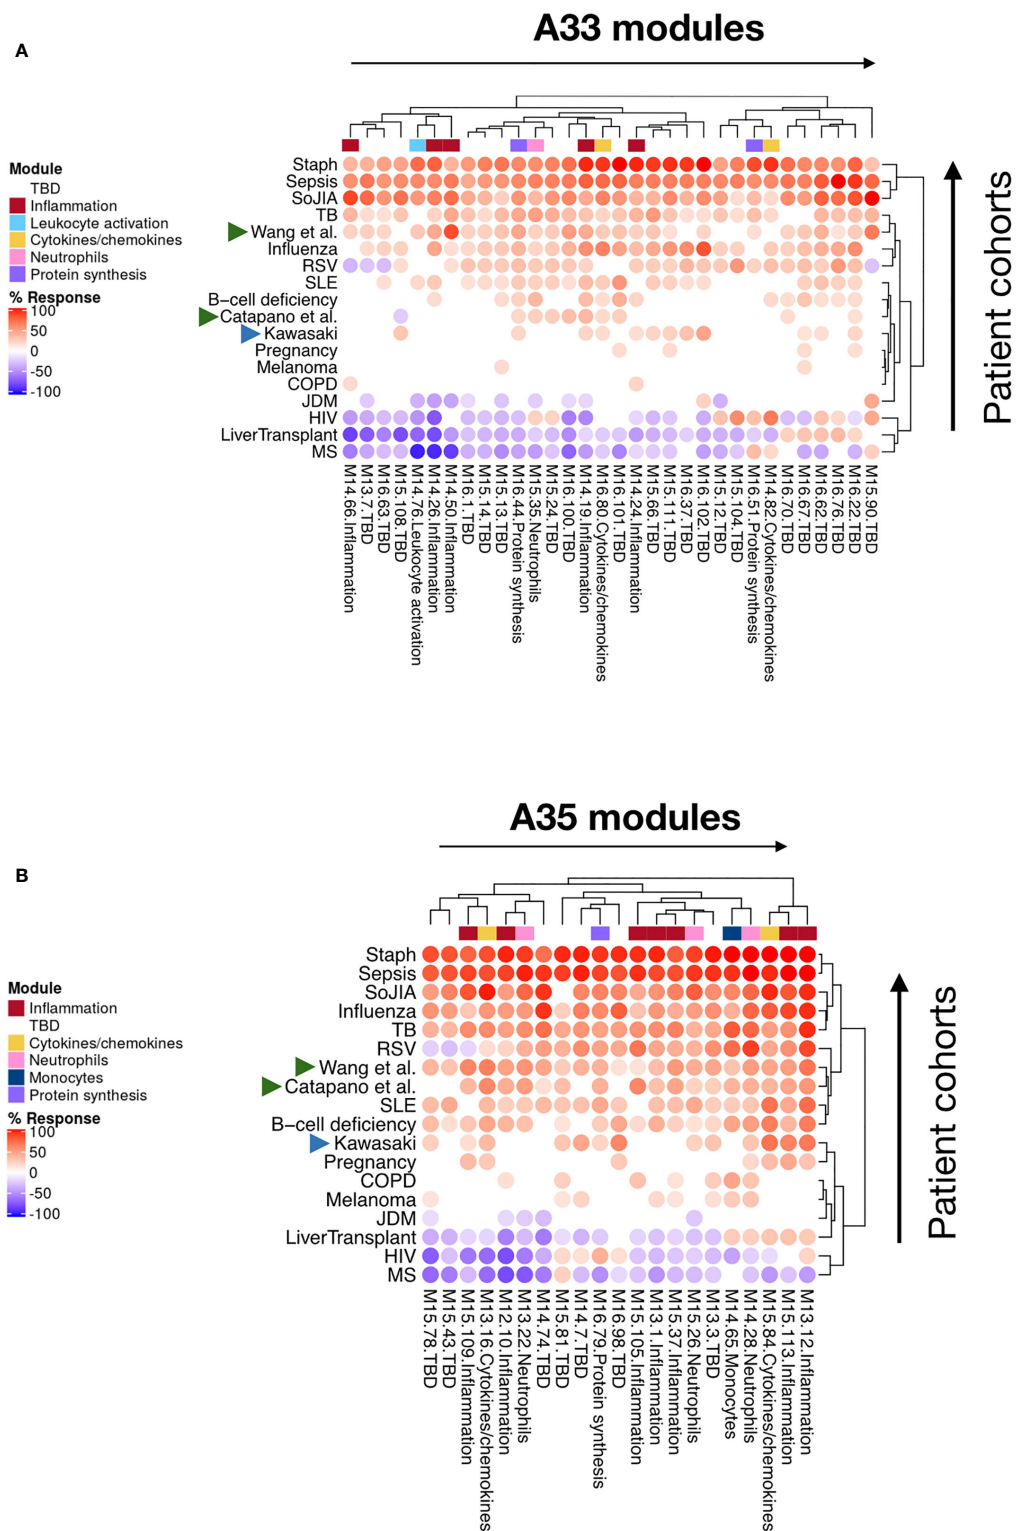 A33 modules
A
Module
TBD
Inflammation
Leukocyte activation
Cytokines/chemokines
Neutrophils
Protein synthesis
% Response
100
50
0
-50
-100
Staph
Sepsis
SoJIA
TB
Wang et al.
Influenza
RSV
SLE
B−cell deficiency
Catapano et al.
Kawasaki
Pregnancy
Melanoma
COPD
JDM
HIV
LiverTransplant
MS
Patient cohorts
M14.66.Inflammation
M13.7.TBD
M16.63.TBD
M15.108.TBD
M14.76.Leukocyte activation
M14.26.Inflammation
M14.50.Inflammation
M16.1.TBD
M15.14.TBD
M15.13.TBD
M16.44.Protein synthesis
M15.35.Neutrophils
M15.24.TBD
M16.100.TBD
M14.19.Inflammation
M16.80.Cytokines/chemokines
M16.101.TBD
M14.24.Inflammation
M15.66.TBD
M15.111.TBD
M16.37.TBD
M16.102.TBD
M15.12.TBD
M15.104.TBD
M16.51.Protein synthesis
M14.82.Cytokines/chemokines
M16.70.TBD
M16.67.TBD
M16.62.TBD
M16.76.TBD
M16.22.TBD
M15.90.TBD
A35 modules
B
Module
Inflammation
TBD
Cytokines/chemokines
Neutrophils
Monocytes
Protein synthesis
% Response
100
50
0
-50
-100
Staph
Sepsis
SoJIA
Influenza
TB
RSV
Wang et al.
Catapano et al.
SLE
B−cell deficiency
Kawasaki
Pregnancy
COPD
Melanoma
JDM
LiverTransplant
HIV
MS
Patient cohorts
M15.78.TBD
M15.43.TBD
M15.109.Inflammation
M13.16.Cytokines/chemokines
M12.10.Inflammation
M13.22.Neutrophils
M14.74.TBD
M15.81.TBD
M14.7.TBD
M16.79.Protein synthesis
M16.98.TBD
M15.105.Inflammation
M13.1.Inflammation
M15.37.Inflammation
M15.26.Neutrophils
M13.3.TBD
M14.65.Monocytes
M14.28.Neutrophils
M15.84.Cytokines/chemokines
M15.113.Inflammation
M13.12.Inflammation